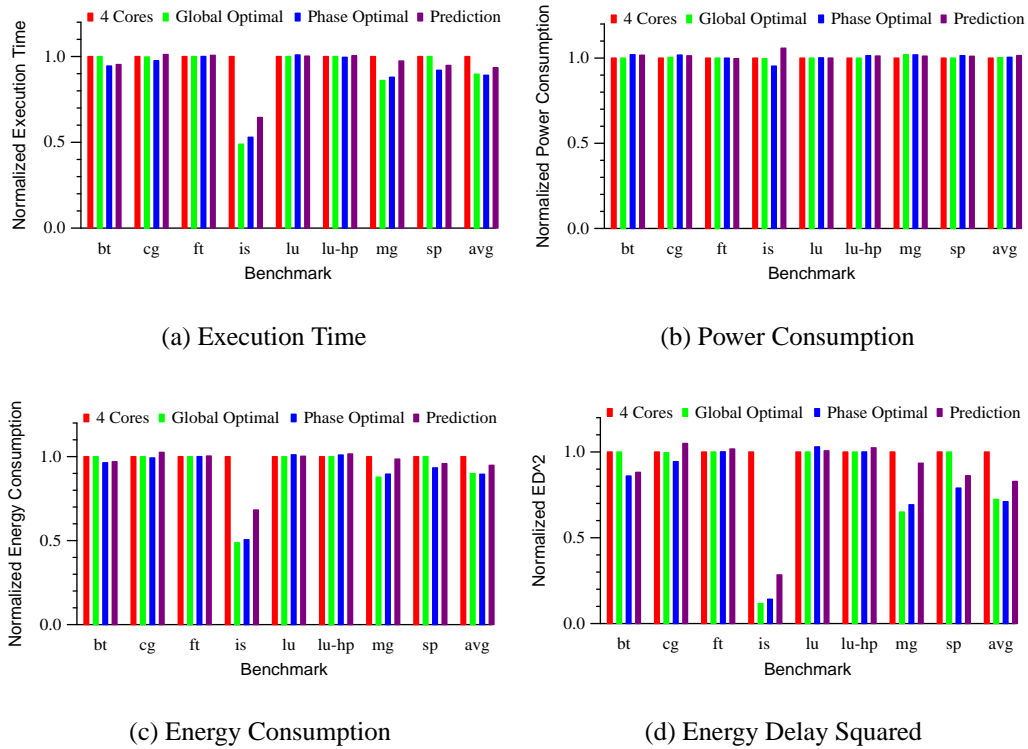 4 Cores Global Optimal Phase Optimal Prediction
Normalized Execution Time
1.0
0.5
0.0
bt cg ft is lu lu-hp mg sp avg
Benchmark
(a) Execution Time
4 Cores Global Optimal Phase Optimal Prediction
Normalized Power Consumption
1.0
0.5
0.0
bt cg ft is lu lu-hp mg sp avg
Benchmark
(b) Power Consumption
4 Cores Global Optimal Phase Optimal Prediction
Normalized Energy Consumption
1.0
0.5
0.0
bt cg ft is lu lu-hp mg sp avg
Benchmark
(c) Energy Consumption
4 Cores Global Optimal Phase Optimal Prediction
Normalized ED^2
1.0
0.5
0.0
bt cg ft is lu lu-hp mg sp avg
Benchmark
(d) Energy Delay Squared